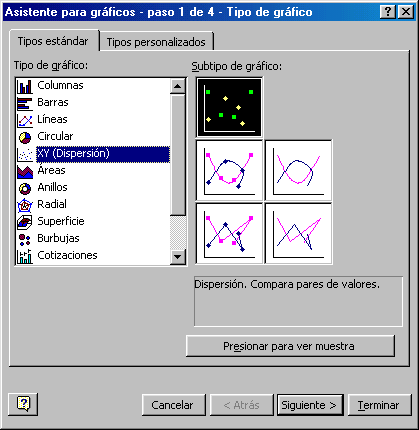 Asistente para gráficos - paso 1 de 4 - Tipo de gráfico
Tipos estándar
Tipos personalizados
Tipo de gráfico:
Columnas
Barras
Líneas
Circular
XY (Dispersión)
Áreas
Anillos
Radial
Superficie
Burbujas
Cotizaciones
Subtipo de gráfico:
Dispersión. Compara pares de valores.
Presionar para ver muestra
Cancelar
< Atrás
Siguiente >
Terminar